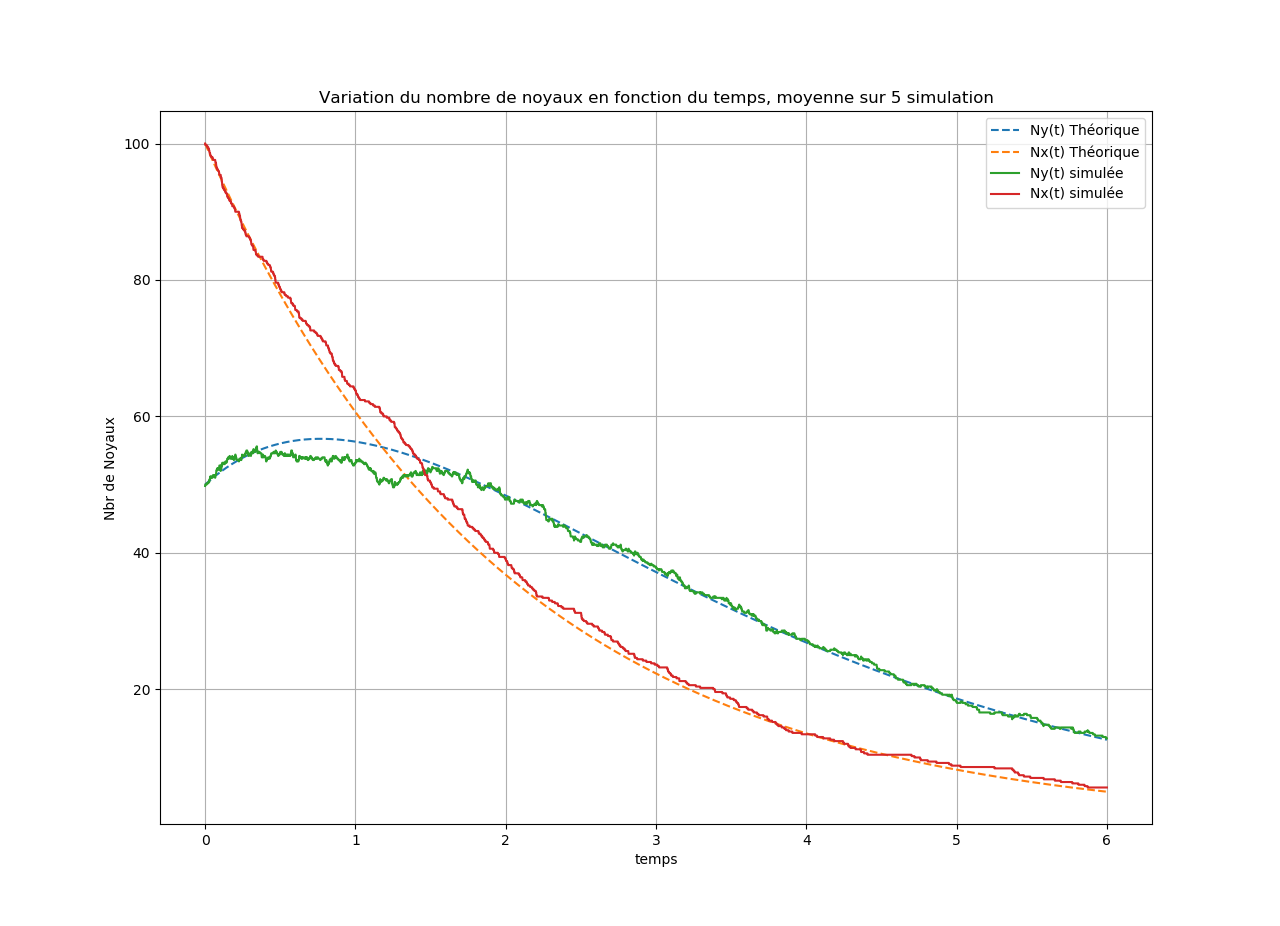 Variation du nombre de noyaux en fonction du temps, moyenne sur 5 simulation
Ny(t) Théorique
Nx(t) Théorique
Ny(t) simulée
Nx(t) simulée
100
80
60
40
20
Nbr de Noyaux
0 1 2 3 4 5 6
temps